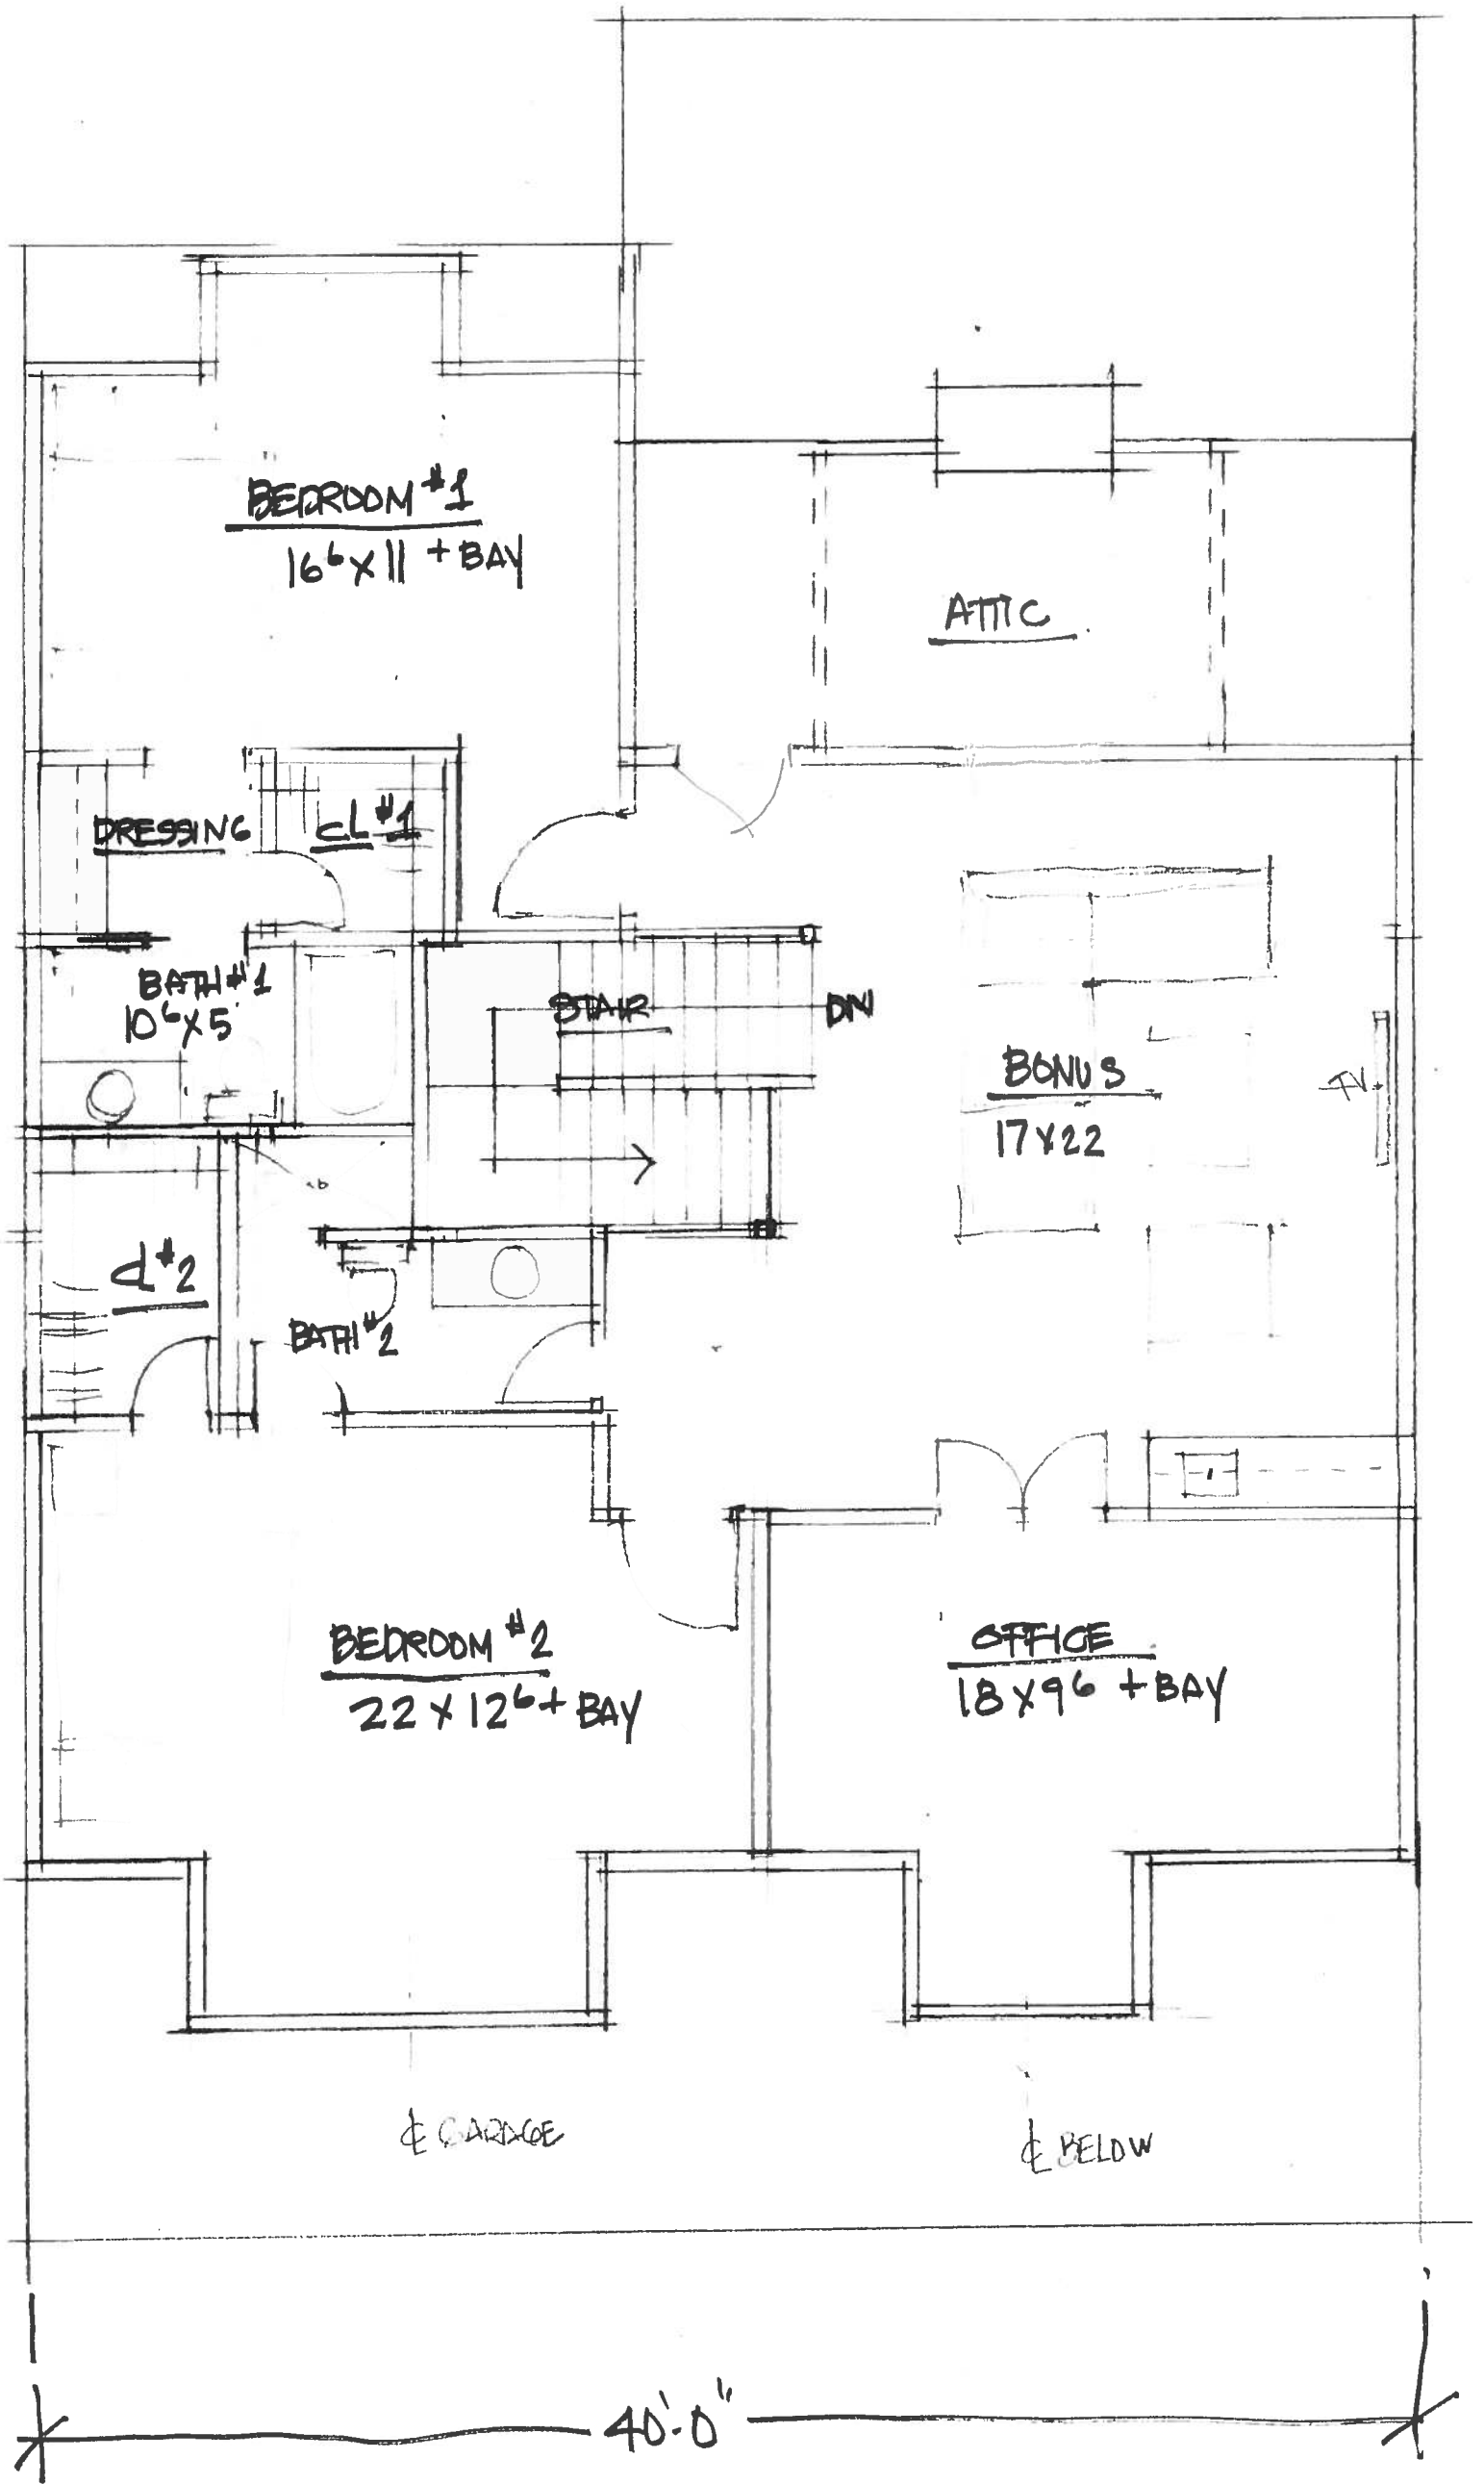 BEDROOM #1
16⁶ X 11 + BAY
ATTIC
DRESSING
CL #1
BATH #1
10⁶ X 5'
STAIR
DN
BONUS
17 X 22
TV
CL #2
BATH #2
BEDROOM #2
22 X 12⁶ + BAY
OFFICE
18 X 9⁶ + BAY
℄ GARAGE
℄ BELOW
40'-0"